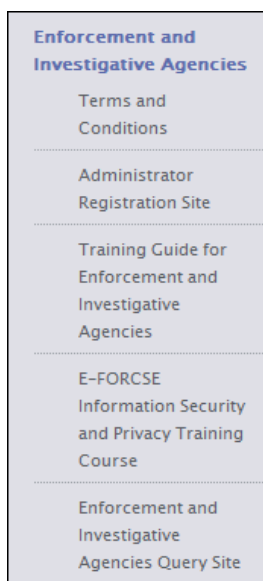 Enforcement and
Investigative Agencies
Terms and
Conditions
Administrator
Registration Site
Training Guide for
Enforcement and
Investigative
Agencies
E-FORCSE
Information Security
and Privacy Training
Course
Enforcement and
Investigative
Agencies Query Site